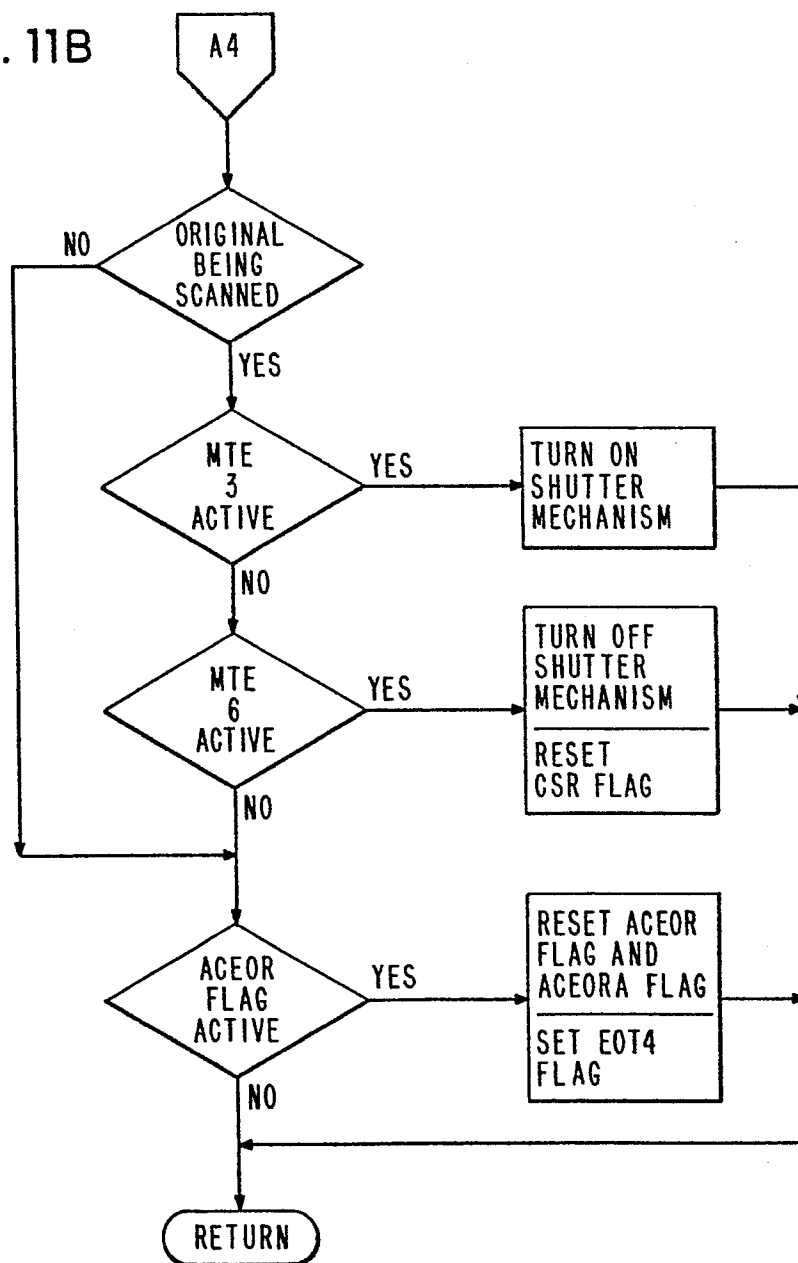 . 11B
A4
ORIGINAL
BEING
SCANNED
NO
YES
MTE
3
ACTIVE
YES
NO
TURN ON
SHUTTER
MECHANISM
MTE
6
ACTIVE
YES
NO
TURN OFF
SHUTTER
MECHANISM
RESET
CSR FLAG
ACEOR
FLAG
ACTIVE
YES
NO
RESET ACEOR
FLAG AND
ACEORA FLAG
SET EOT4
FLAG
RETURN